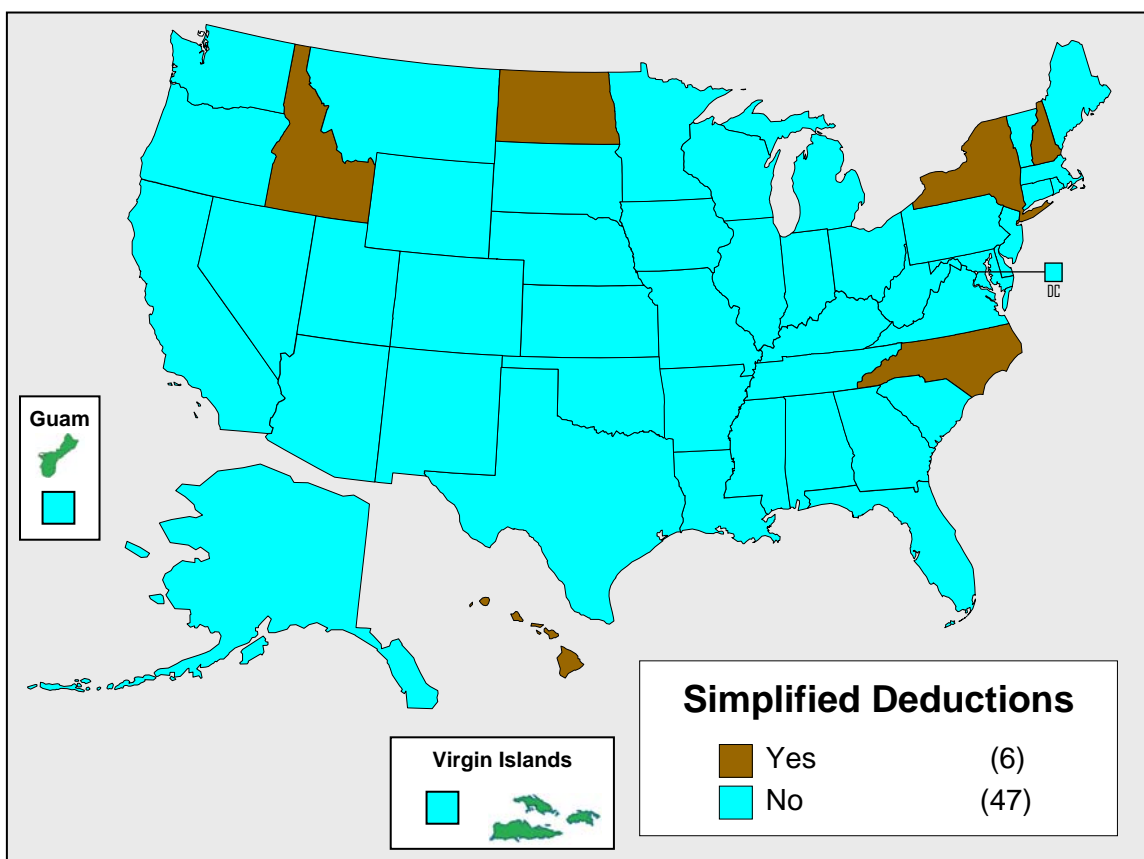 DC
Guam
Virgin Islands
Simplified Deductions
Yes (6)
No (47)